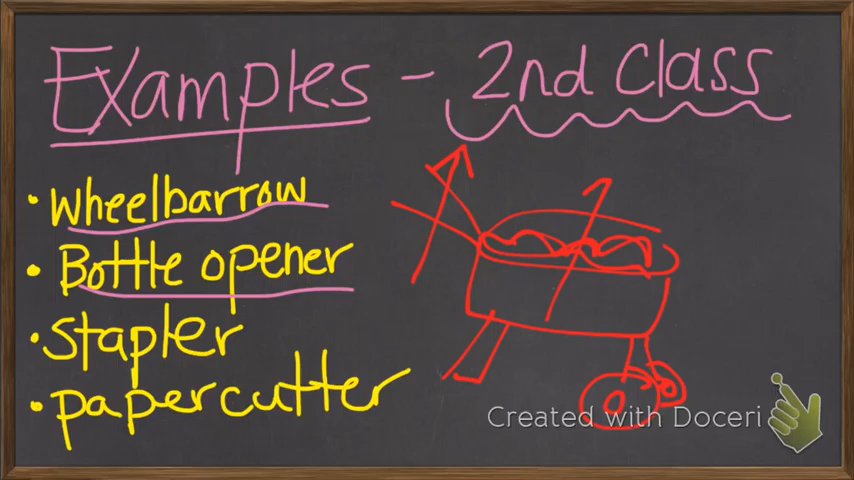 Examples - 2nd Class
• Wheelbarrow
• Bottle opener
• stapler
• papercutter
Created with Doceri